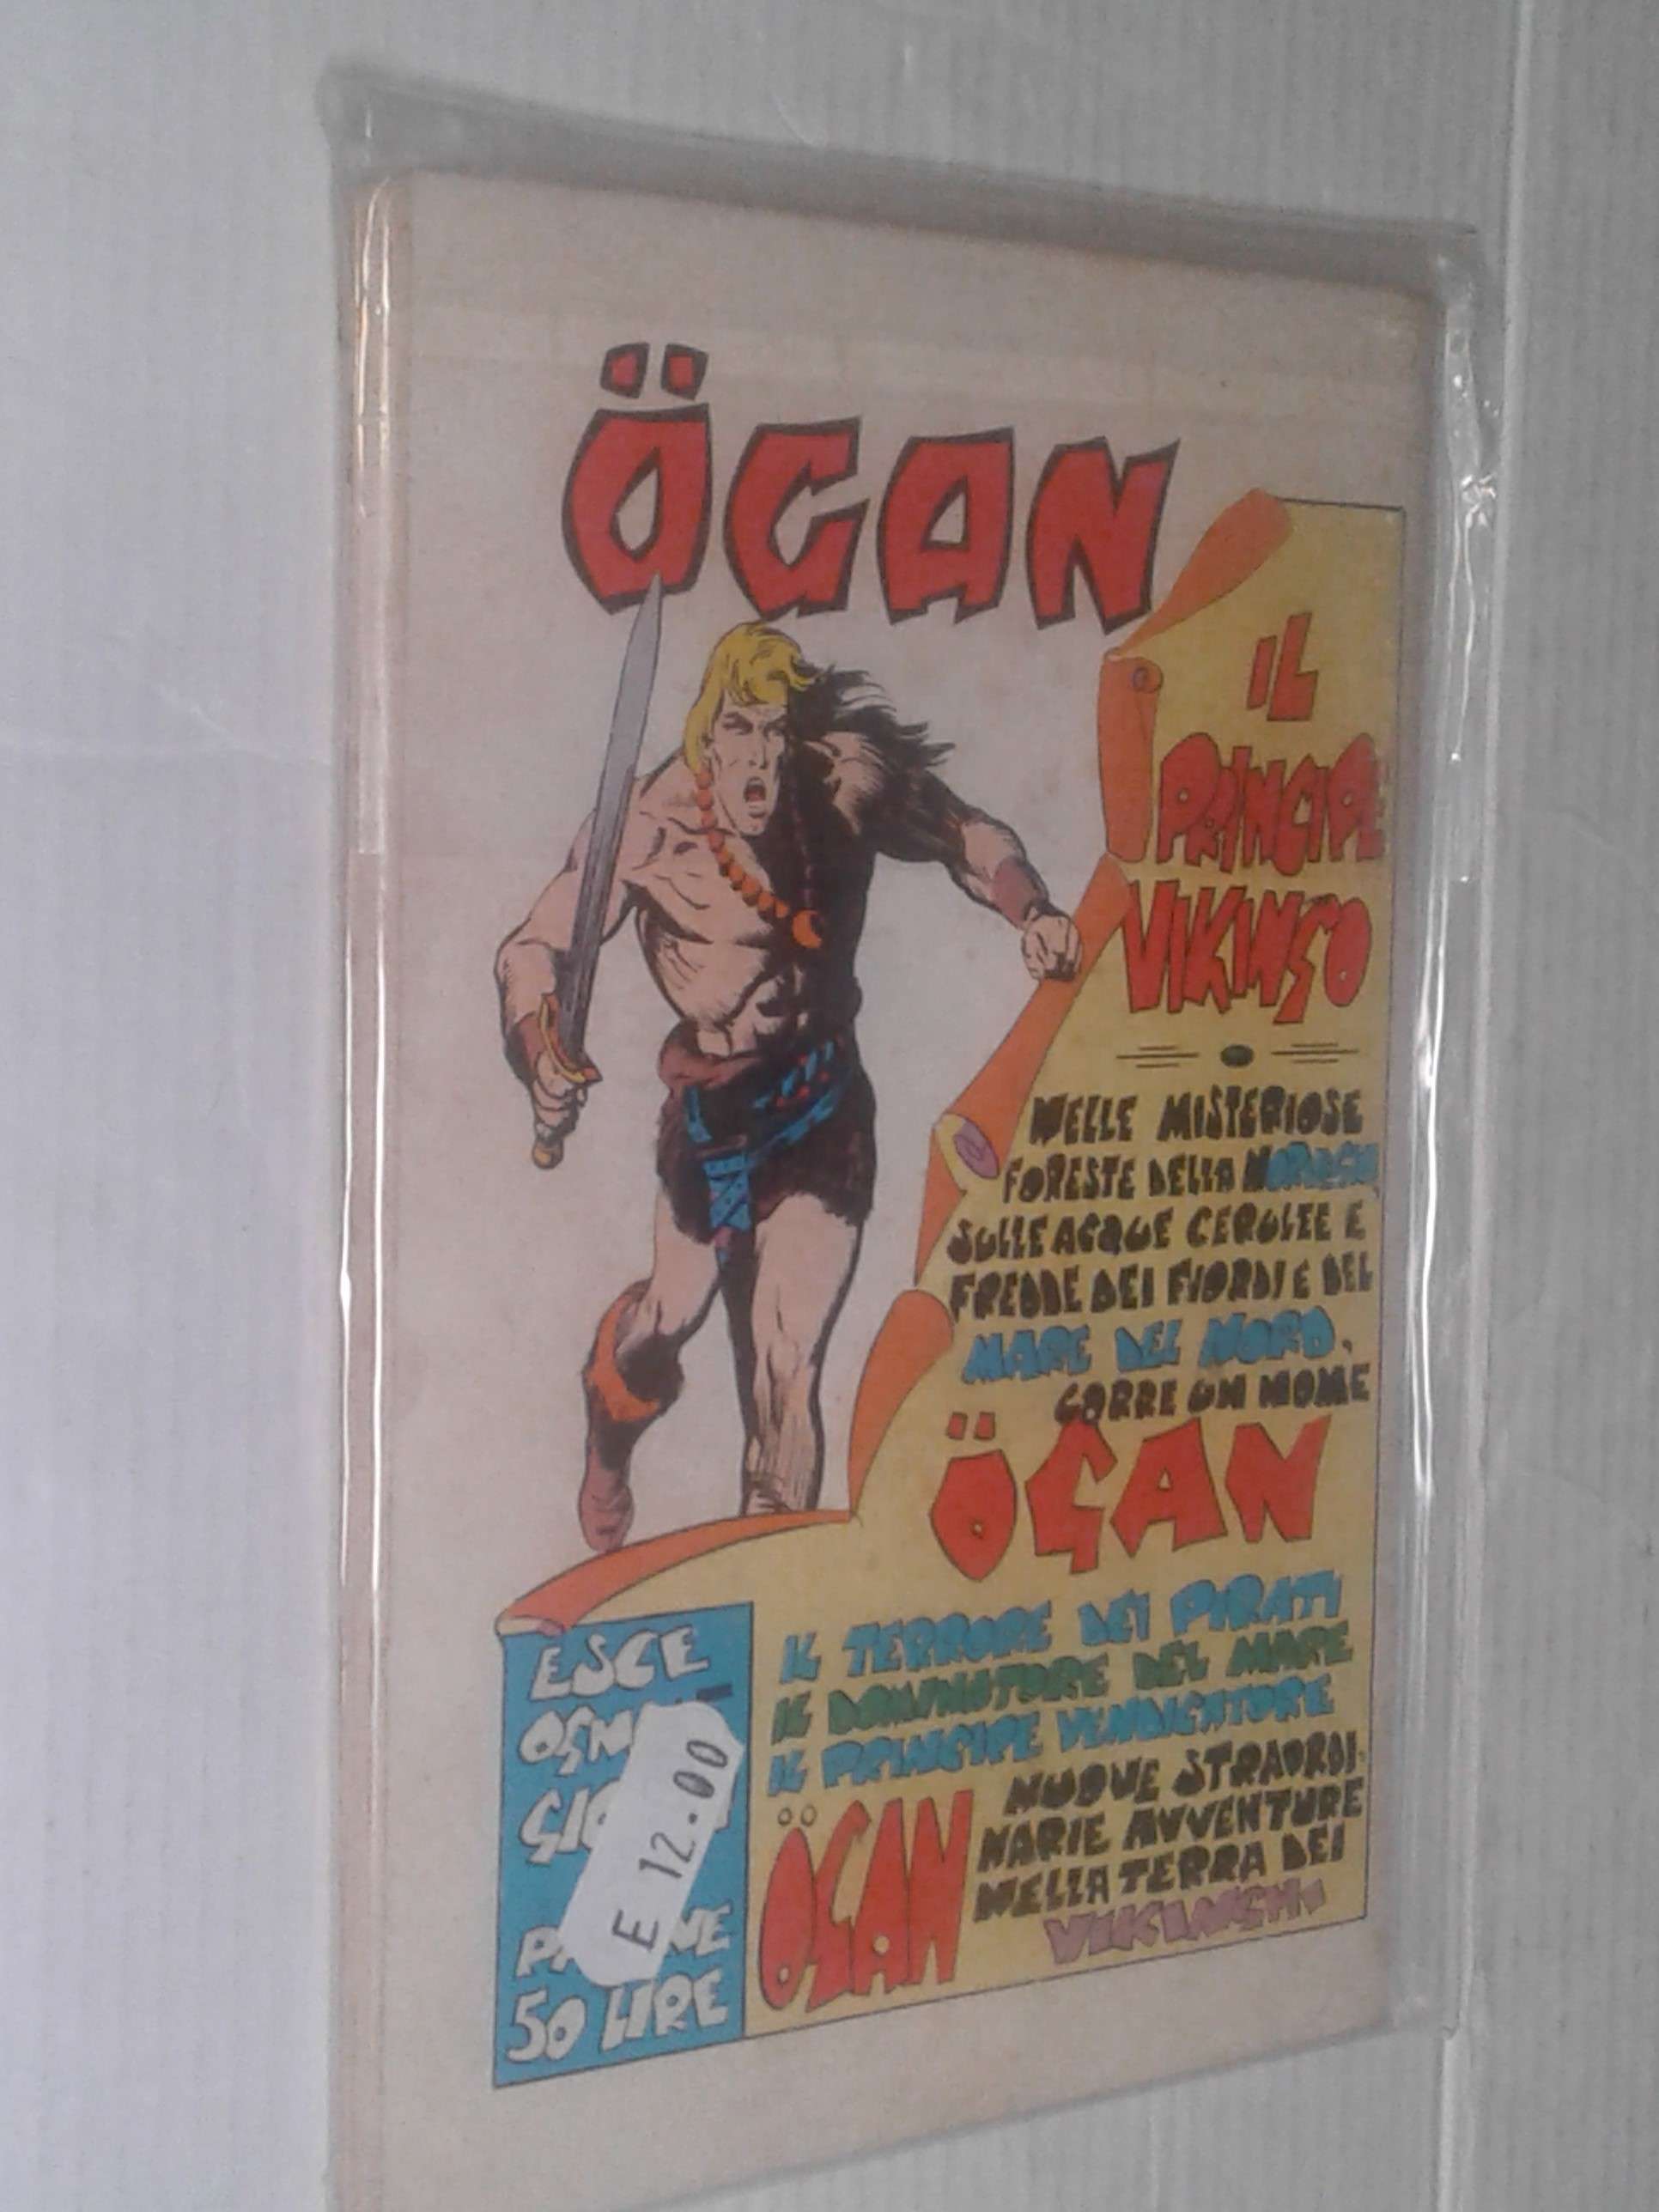 ÖGAN
IL
PRINCIPE
VIKINGO
NELLE MISTERIOSE
FORESTE DELLA
SULLE ACQUE CERULEE E
FREDDE DEI FIORDI E DEL
MARE DEL NORD.
CORRE UN NOME
ÖGAN
IL TERRORE DEI PIRATI
IL DOMINATORE DEL MARE
IL PRINCIPE VENDICATORE
ÖGAN
NUOVE STRAORDI-
NARIE AVVENTURE
NELLA TERRA DEI
VIKINGHI
ESCE
50 LIRE
E 12.00